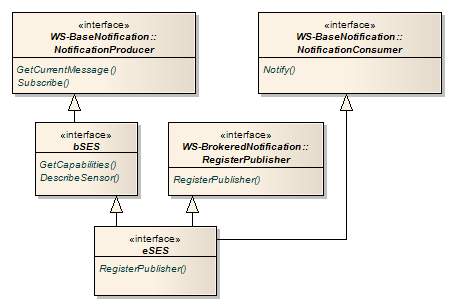 «interface»
WS-BaseNotification::
NotificationProducer
GetCurrentMessage()
Subscribe()
«interface»
WS-BaseNotification::
NotificationConsumer
Notify()
«interface»
bSES
GetCapabilities()
DescribeSensor()
«interface»
WS-BrokeredNotification::
RegisterPublisher
RegisterPublisher()
«interface»
eSES
RegisterPublisher()